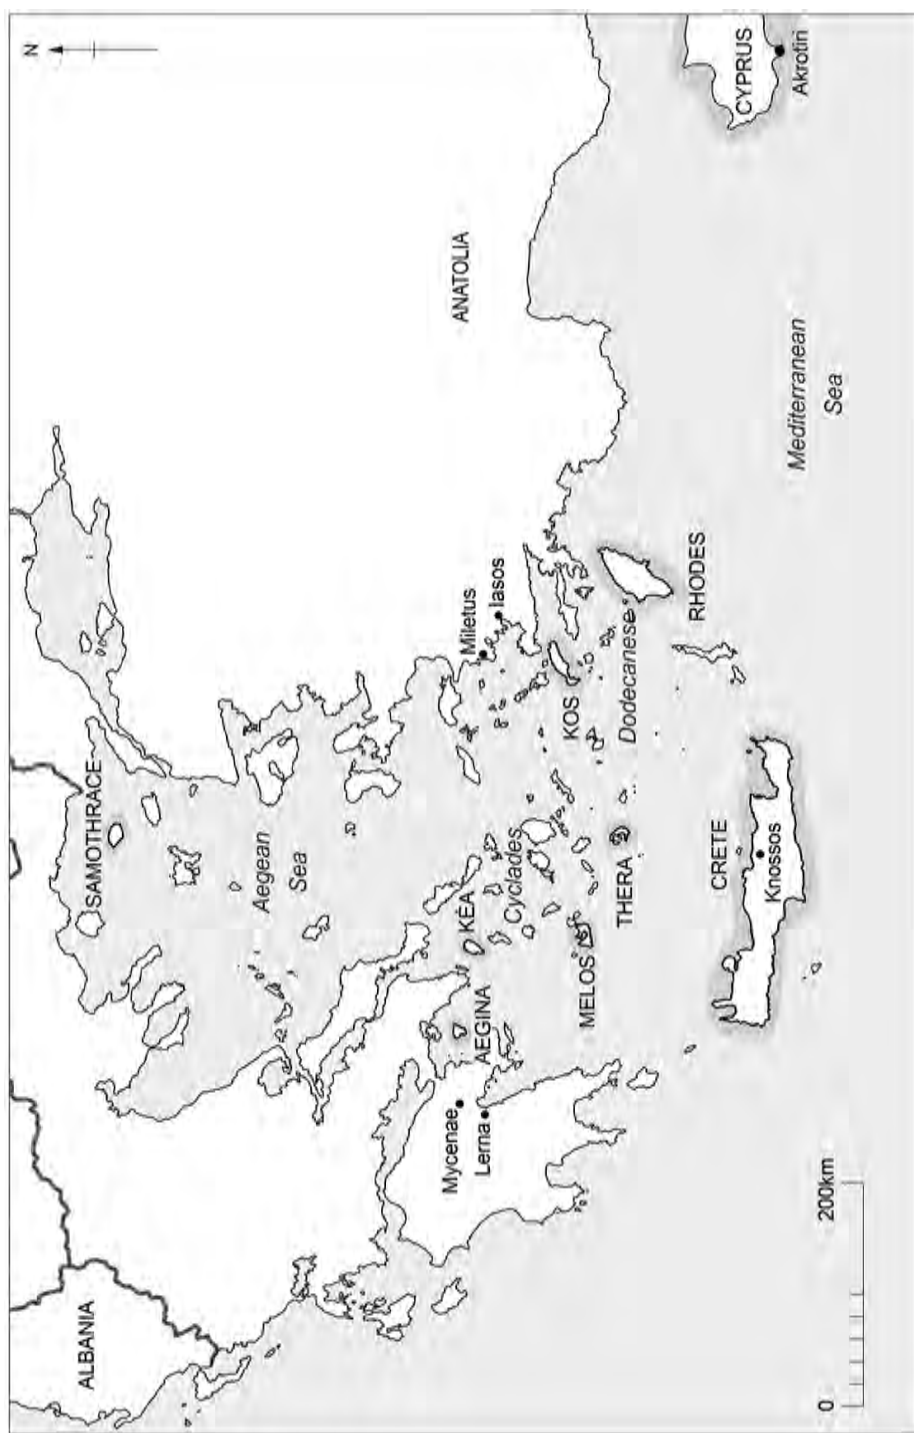 N
ALBANIA
SAMOTHRACE
Aegean
Sea
ANATOLIA
Mycenae
Lerna
AEGINA
KEA
Cyclades
Miletus
Iasos
MELOS
THERA
KOS
Dodecanese
RHODES
CRETE
Knossos
CYPRUS
Akrotiri
Mediterranean
Sea
0
200km